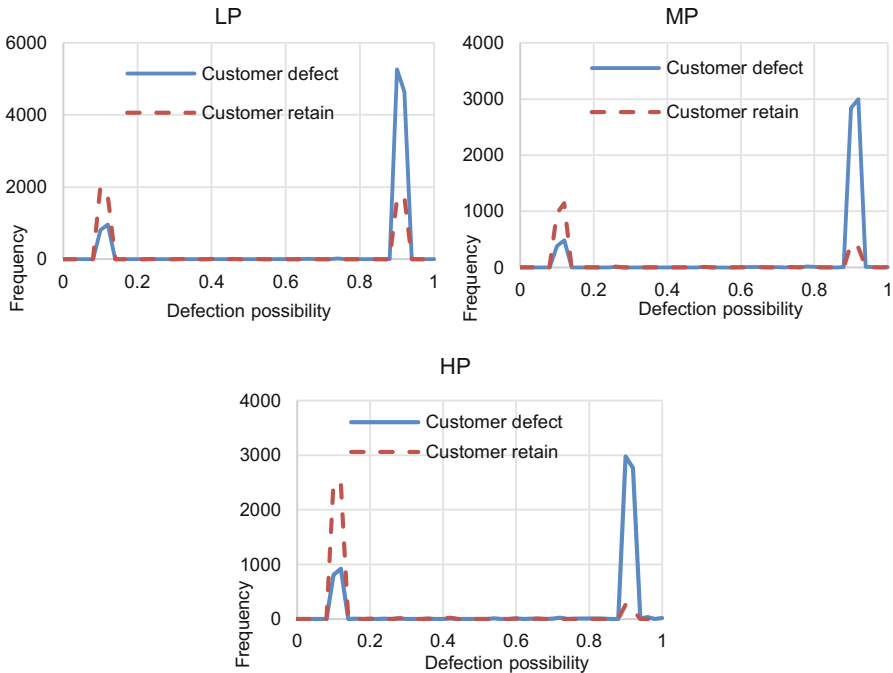 LP
6000
4000
2000
0
Frequency
Customer defect
Customer retain
0 0.2 0.4 0.6 0.8 1
Defection possibility
MP
4000
3000
2000
1000
0
Frequency
Customer defect
Customer retain
0 0.2 0.4 0.6 0.8 1
Defection possibility
HP
4000
3000
2000
1000
0
Frequency
Customer defect
Customer retain
0 0.2 0.4 0.6 0.8 1
Defection possibility